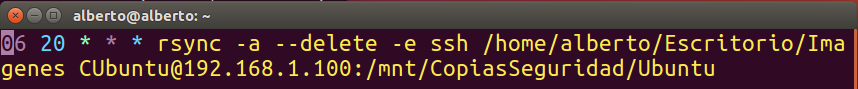 alberto@alberto: ~
06 20 * * * rsync -a --delete -e ssh /home/alberto/Escritorio/Ima
genes CUbuntu@192.168.1.100:/mnt/CopiasSeguridad/Ubuntu